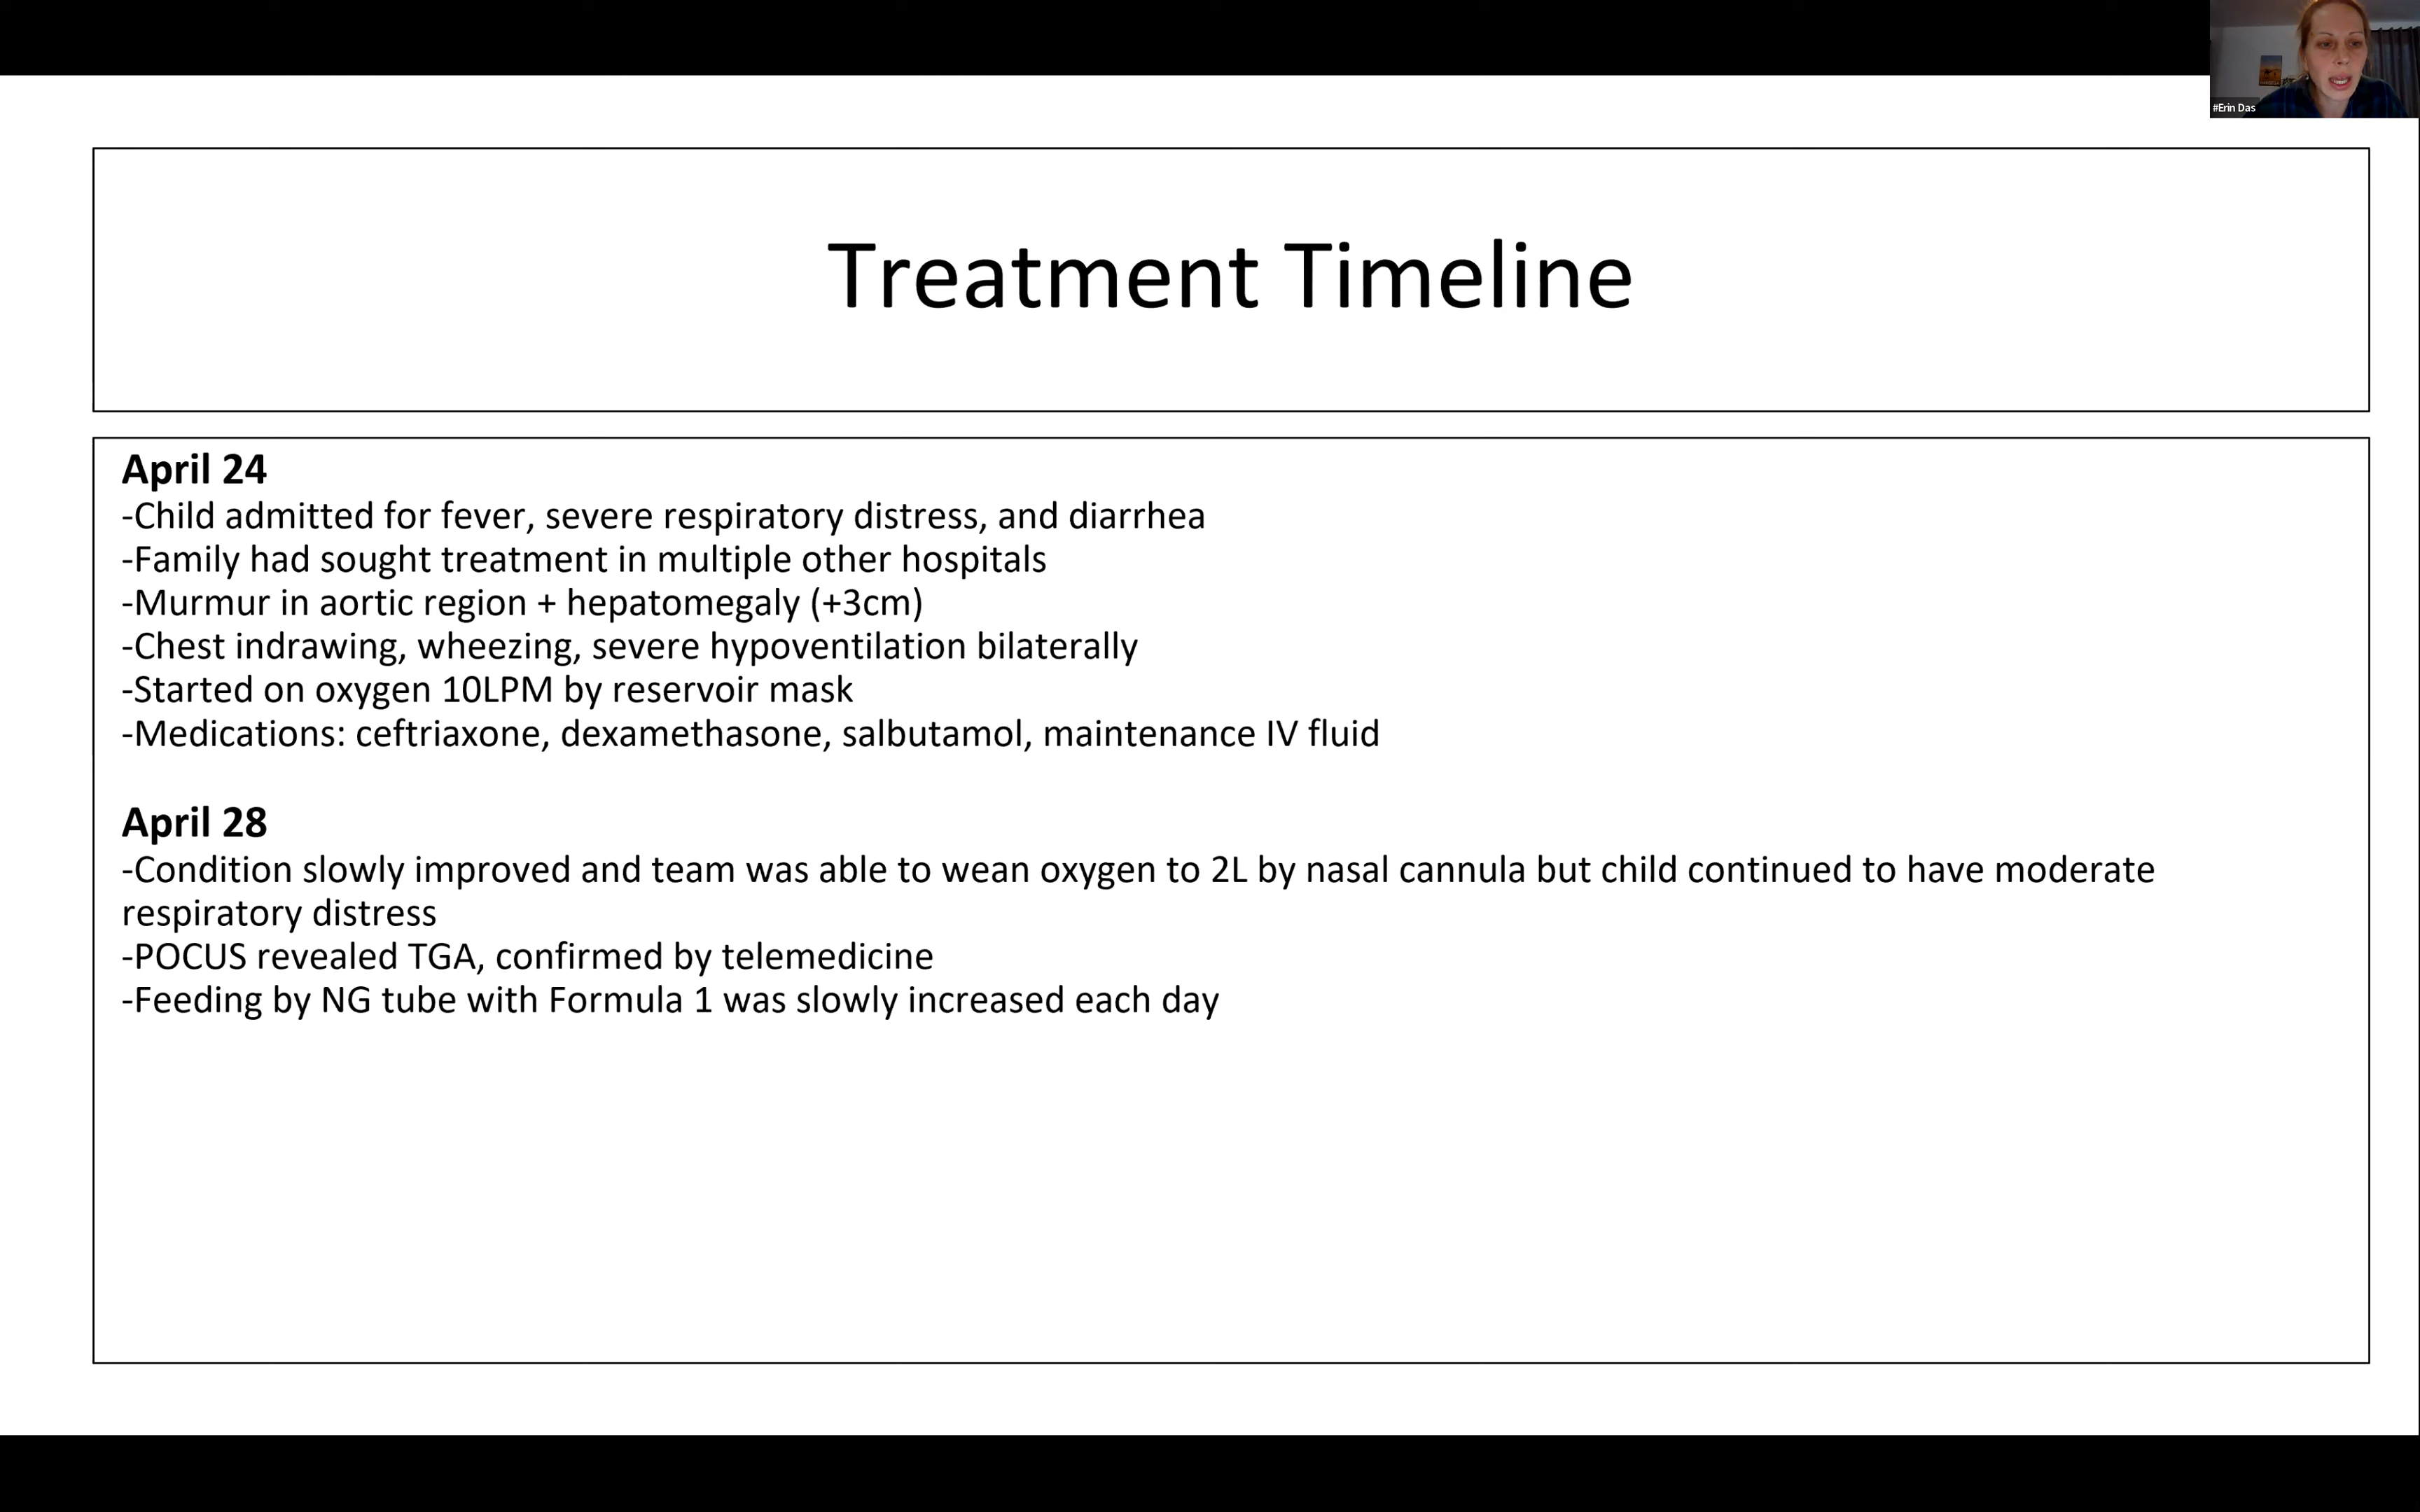 #Erin Das
Treatment Timeline
April 24
-Child admitted for fever, severe respiratory distress, and diarrhea
-Family had sought treatment in multiple other hospitals
-Murmur in aortic region + hepatomegaly (+3cm)
-Chest indrawing, wheezing, severe hypoventilation bilaterally
-Started on oxygen 10LPM by reservoir mask
-Medications: ceftriaxone, dexamethasone, salbutamol, maintenance IV fluid
April 28
-Condition slowly improved and team was able to wean oxygen to 2L by nasal cannula but child continued to have moderate
respiratory distress
-POCUS revealed TGA, confirmed by telemedicine
-Feeding by NG tube with Formula 1 was slowly increased each day